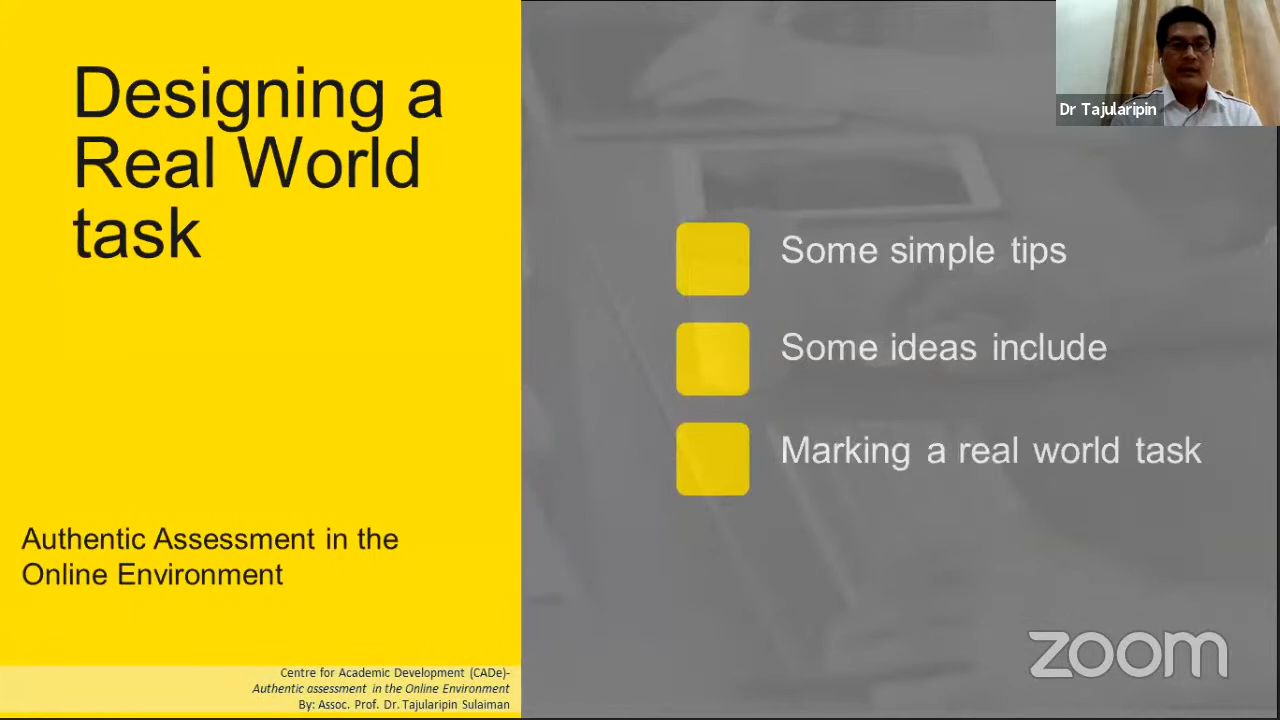 Designing a
Real World
task
Dr Tajularipin
Some simple tips
Some ideas include
Marking a real world task
Authentic Assessment in the
Online Environment
Centre for Academic Development (CADe)-
Authentic assessment in the Online Environment
By: Assoc. Prof. Dr. Tajularipin Sulaiman
zoom